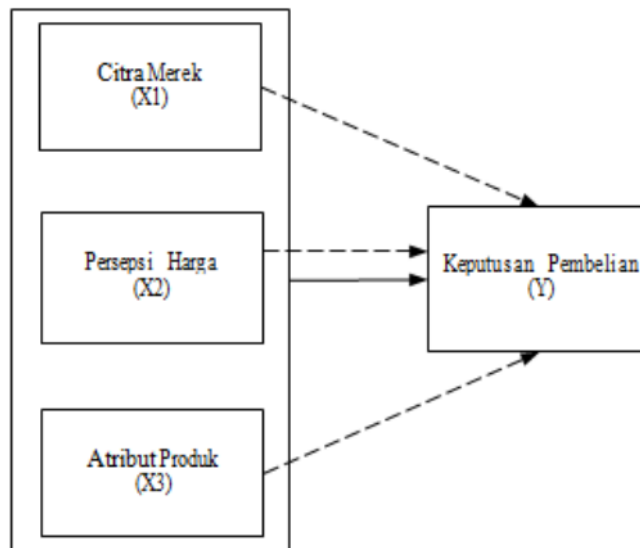 Citra Merek
(X1)
Persepsi Harga
(X2)
Keputusan Pembelian
(Y)
Atribut Produk
(X3)